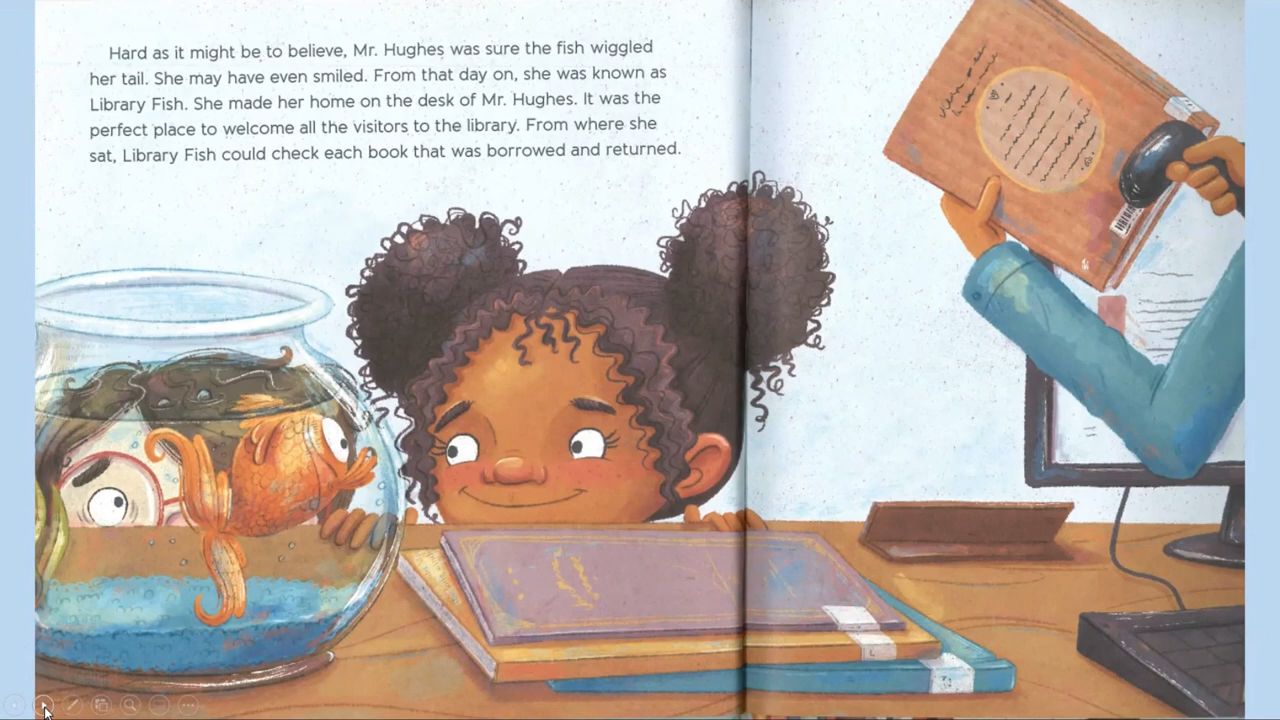 Hard as it might be to believe, Mr. Hughes was sure the fish wiggled
her tail. She may have even smiled. From that day on, she was known as
Library Fish. She made her home on the desk of Mr. Hughes. It was the
perfect place to welcome all the visitors to the library. From where she
sat, Library Fish could check each book that was borrowed and returned.